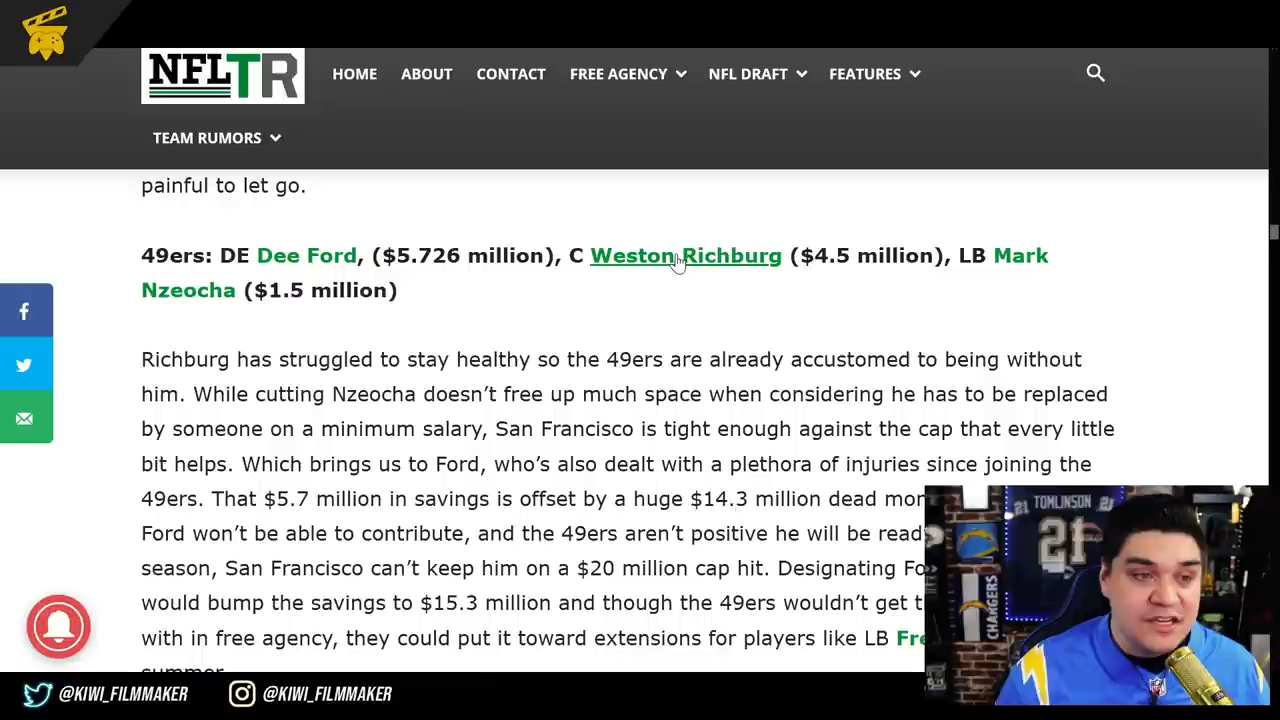 NFLTR
HOME ABOUT CONTACT FREE AGENCY NFL DRAFT FEATURES
TEAM RUMORS
painful to let go.
49ers: DE Dee Ford, ($5.726 million), C Weston Richburg ($4.5 million), LB Mark
Nzeocha ($1.5 million)
Richburg has struggled to stay healthy so the 49ers are already accustomed to being without
him. While cutting Nzeocha doesn’t free up much space when considering he has to be replaced
by someone on a minimum salary, San Francisco is tight enough against the cap that every little
bit helps. Which brings us to Ford, who’s also dealt with a plethora of injuries since joining the
49ers. That $5.7 million in savings is offset by a huge $14.3 million dead
Ford won’t be able to contribute, and the 49ers aren’t positive he will be
season, San Francisco can’t keep him on a $20 million cap hit. Designating
would bump the savings to $15.3 million and though the 49ers wouldn’t get
with in free agency, they could put it toward extensions for players like LB
summer
TOMLINSON
21 21
21
CHARGERS
@KIWI_FILMMAKER @KIWI_FILMMAKER